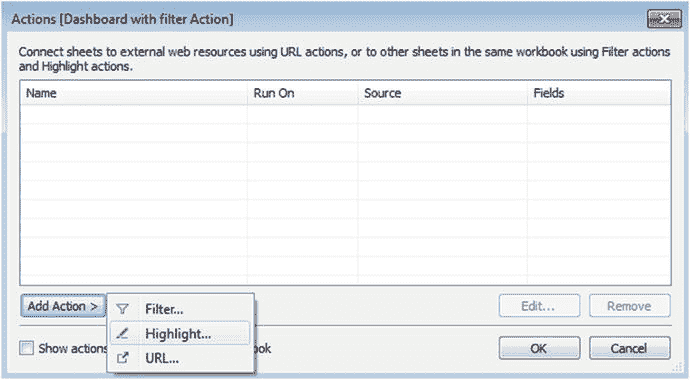 Actions [Dashboard with filter Action]
Connect sheets to external web resources using URL actions, or to other sheets in the same workbook using Filter actions
and Highlight actions.
Name Run On Source Fields
Add Action > Filter... Edit... Remove
Highlight...
Show actions ook OK Cancel
URL...